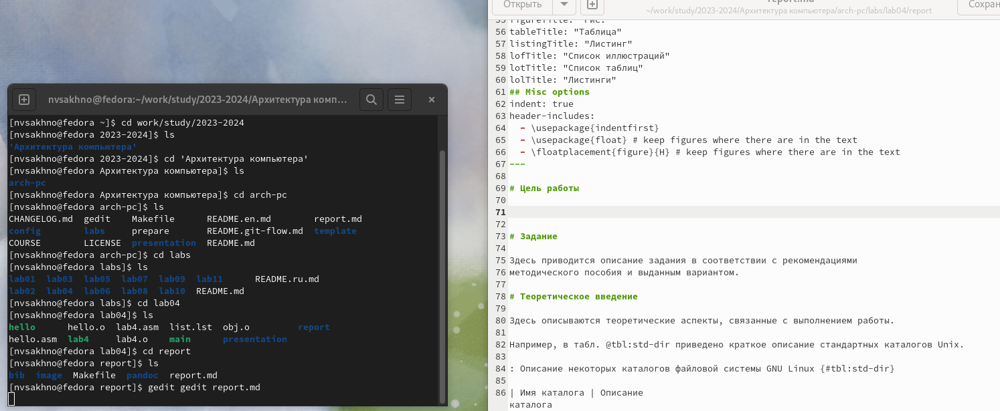 nvsakhno@fedora:~/work/study/2023-2024/Архитектура комп...
[nvsakhno@fedora ~]$ cd work/study/2023-2024
[nvsakhno@fedora 2023-2024]$ ls
'Архитектура компьютера'
[nvsakhno@fedora 2023-2024]$ cd 'Архитектура компьютера'
[nvsakhno@fedora Архитектура компьютера]$ ls
arch-pc
[nvsakhno@fedora Архитектура компьютера]$ cd arch-pc
[nvsakhno@fedora arch-pc]$ ls
CHANGELOG.md gedit Makefile README.en.md report.md
config labs prepare README.git-flow.md template
COURSE LICENSE presentation README.md
[nvsakhno@fedora arch-pc]$ cd labs
[nvsakhno@fedora labs]$ ls
lab01 lab03 lab05 lab07 lab09 lab11 README.ru.md
lab02 lab04 lab06 lab08 lab10 README.md
[nvsakhno@fedora labs]$ cd lab04
[nvsakhno@fedora lab04]$ ls
hello hello.o lab4.asm list.lst obj.o report
hello.asm lab4 lab4.o main presentation
[nvsakhno@fedora lab04]$ cd report
[nvsakhno@fedora report]$ ls
bib image Makefile pandoc report.md
[nvsakhno@fedora report]$ gedit gedit report.md
Открыть
report.md
~/work/study/2023-2024/Архитектура компьютера/arch-pc/labs/lab04/report
Сохран
55 figureTitle: "Рис."
56 tableTitle: "Таблица"
57 listingTitle: "Листинг"
58 lofTitle: "Список иллюстраций"
59 lotTitle: "Список таблиц"
60 lolTitle: "Листинги"
61 ## Misc options
62 indent: true
63 header-includes:
64 - \usepackage{indentfirst}
65 - \usepackage{float} # keep figures where there are in the text
66 - \floatplacement{figure}{H} # keep figures where there are in the text
67 ---
68
69 # Цель работы
70
71
72
73 # Задание
74
75 Здесь приводится описание задания в соответствии с рекомендациями
76 методического пособия и выданным вариантом.
77
78 # Теоретическое введение
79
80 Здесь описываются теоретические аспекты, связанные с выполнением работы.
81
82 Например, в табл. @tbl:std-dir приведено краткое описание стандартных каталогов Unix.
83
84 : Описание некоторых каталогов файловой системы GNU Linux {#tbl:std-dir}
85
86 | Имя каталога | Описание
каталога